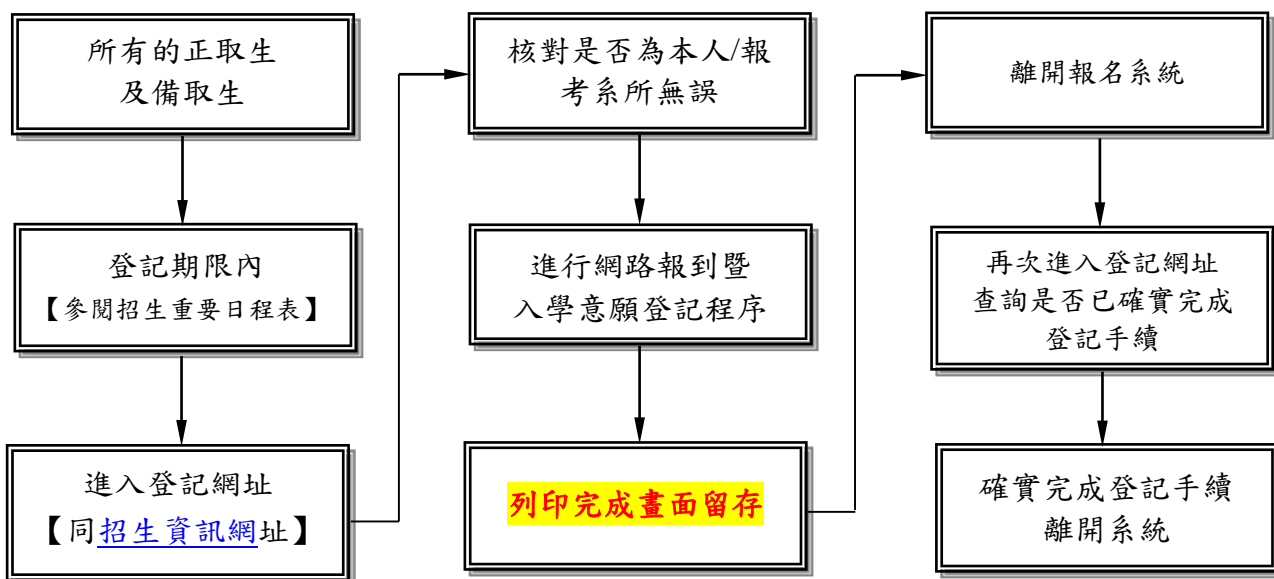 所有的正取生
及備取生
登記期限內
【參閱招生重要日程表】
進入登記網址
【同招生資訊網址】
核對是否為本人/報
考系所無誤
進行網路報到暨
入學意願登記程序
列印完成畫面留存
離開報名系統
再次進入登記網址
查詢是否已確實完成
登記手續
確實完成登記手續
離開系統